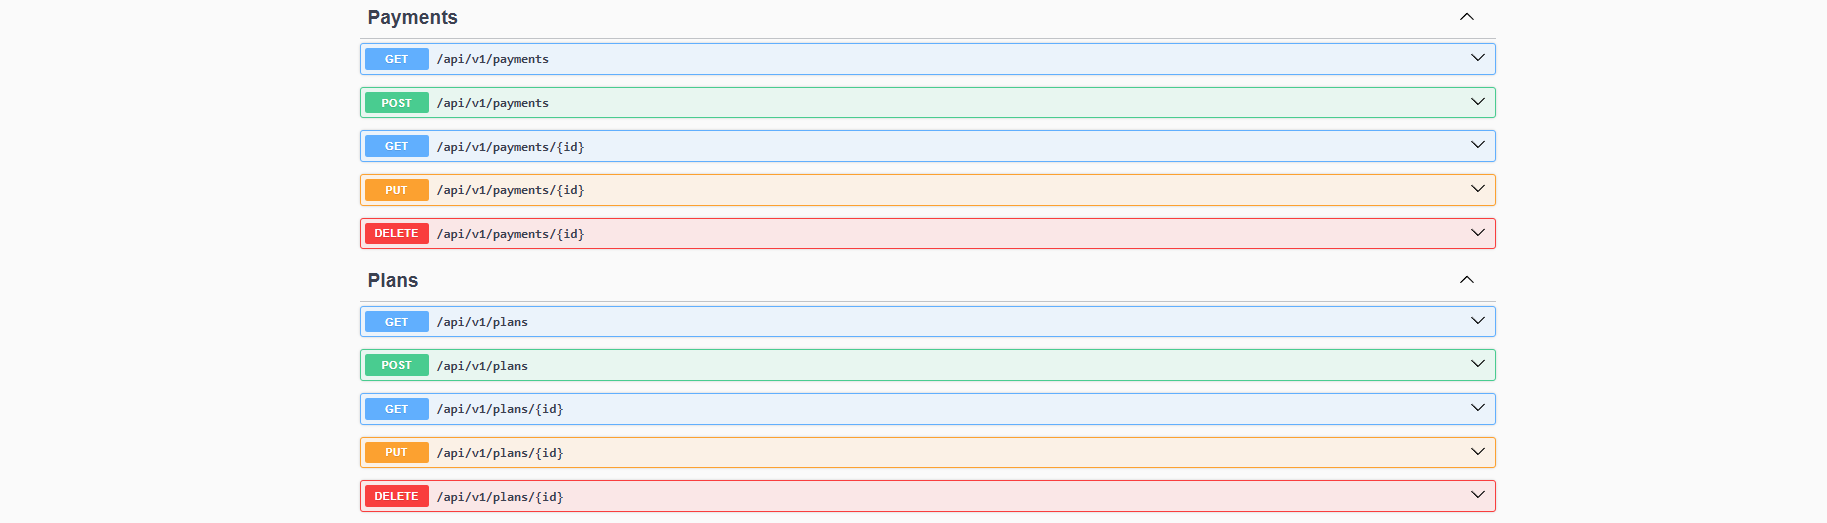 Payments
GET /api/v1/payments
POST /api/v1/payments
GET /api/v1/payments/{id}
PUT /api/v1/payments/{id}
DELETE /api/v1/payments/{id}
Plans
GET /api/v1/plans
POST /api/v1/plans
GET /api/v1/plans/{id}
PUT /api/v1/plans/{id}
DELETE /api/v1/plans/{id}